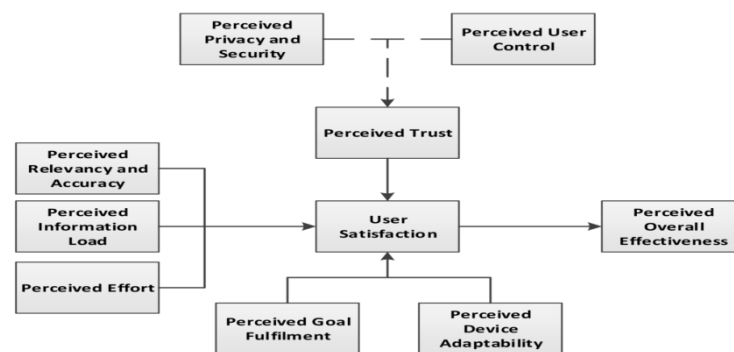 Perceived
Privacy and
Security
Perceived User
Control
Perceived Trust
Perceived
Relevancy and
Accuracy
Perceived
Information
Load
Perceived Effort
User
Satisfaction
Perceived
Overall
Effectiveness
Perceived Goal
Fulfilment
Perceived
Device
Adaptability